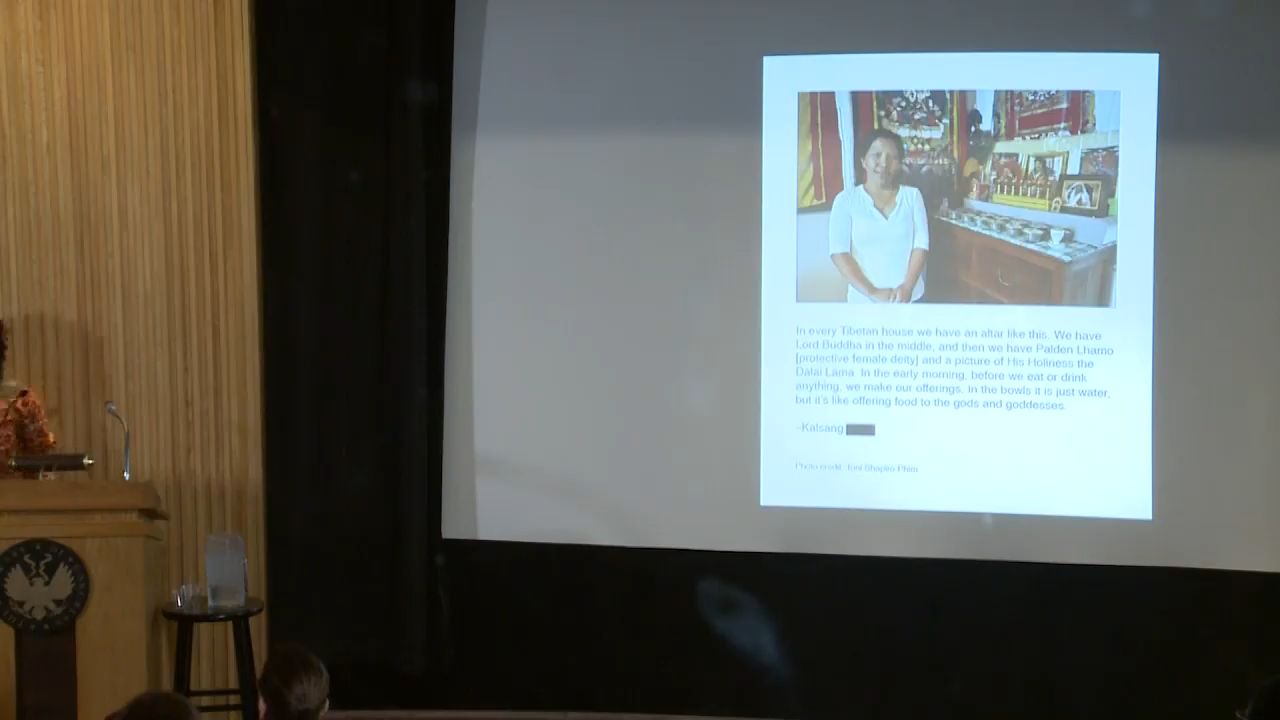 In every Tibetan house we have an altar like this. We have
Lord Buddha in the middle, and then we have Palden Lhamo
[protective female deity] and a picture of His Holiness the
Dalai Lama. In the early morning, before we eat or drink
anything, we make our offerings. In the bowls it is just water,
but it's like offering food to the gods and goddesses.
–Kalsang
Photo credit: Toni Shapiro-Phim